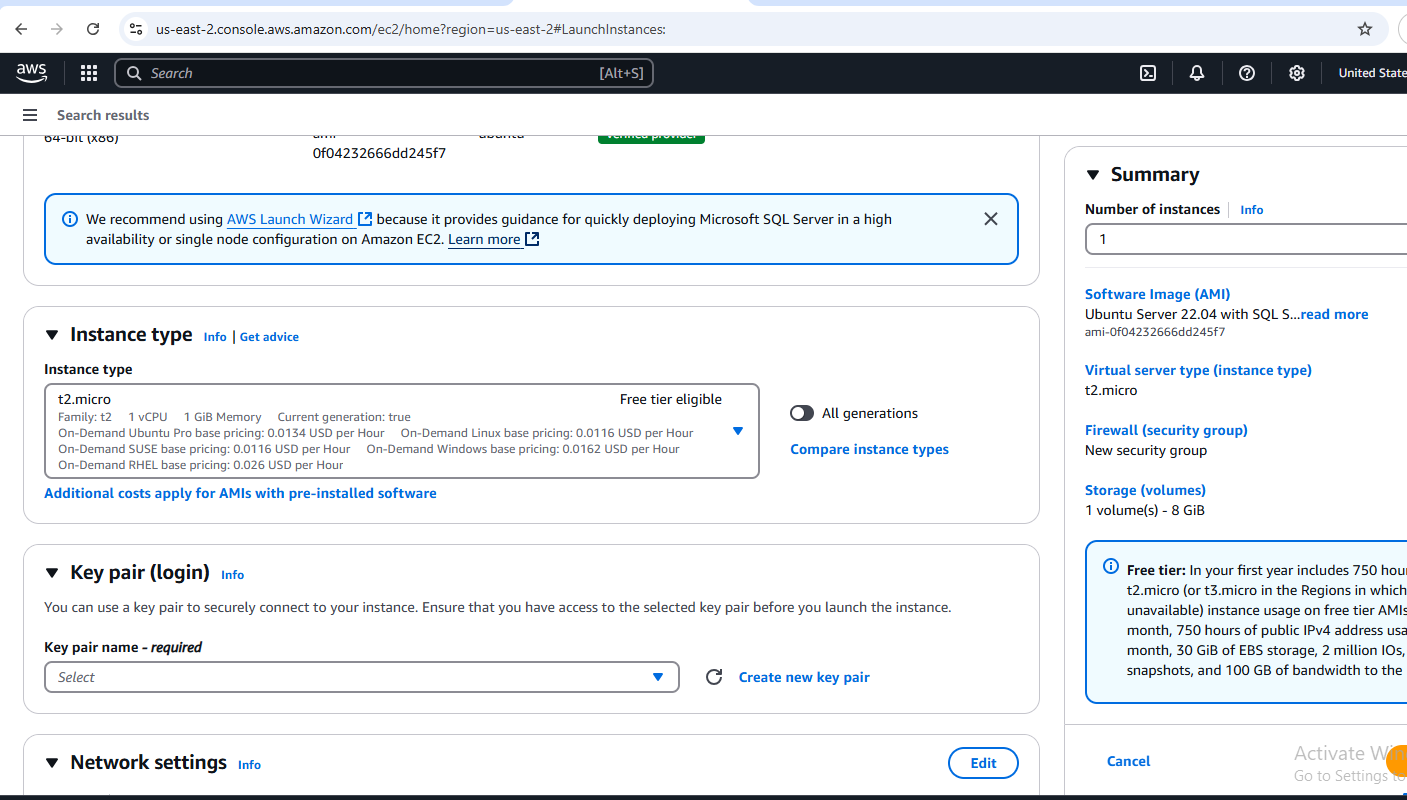 us-east-2.console.aws.amazon.com/ec2/home?region=us-east-2#LaunchInstances:
aws
Search
[Alt+S]
United State
Search results
64-bit (x86)
ami-
ubuntu
Verified provider
0f04232666dd245f7
We recommend using AWS Launch Wizard because it provides guidance for quickly deploying Microsoft SQL Server in a high
availability or single node configuration on Amazon EC2. Learn more
Instance type Info | Get advice
Instance type
t2.micro
Free tier eligible
Family: t2 1 vCPU 1 GiB Memory Current generation: true
On-Demand Ubuntu Pro base pricing: 0.0134 USD per Hour On-Demand Linux base pricing: 0.0116 USD per Hour
On-Demand SUSE base pricing: 0.0116 USD per Hour On-Demand Windows base pricing: 0.0162 USD per Hour
On-Demand RHEL base pricing: 0.026 USD per Hour
All generations
Compare instance types
Additional costs apply for AMIs with pre-installed software
Key pair (login) Info
You can use a key pair to securely connect to your instance. Ensure that you have access to the selected key pair before you launch the instance.
Key pair name - required
Select
Create new key pair
Network settings Info
Edit
Summary
Number of instances
Info
1
Software Image (AMI)
Ubuntu Server 22.04 with SQL S...read more
ami-0f04232666dd245f7
Virtual server type (instance type)
t2.micro
Firewall (security group)
New security group
Storage (volumes)
1 volume(s) - 8 GiB
Free tier: In your first year includes 750 hour
t2.micro (or t3.micro in the Regions in which
unavailable) instance usage on free tier AMIs
month, 750 hours of public IPv4 address usa
month, 30 GiB of EBS storage, 2 million IOs,
snapshots, and 100 GB of bandwidth to the
Cancel
Activate Win
Go to Settings to